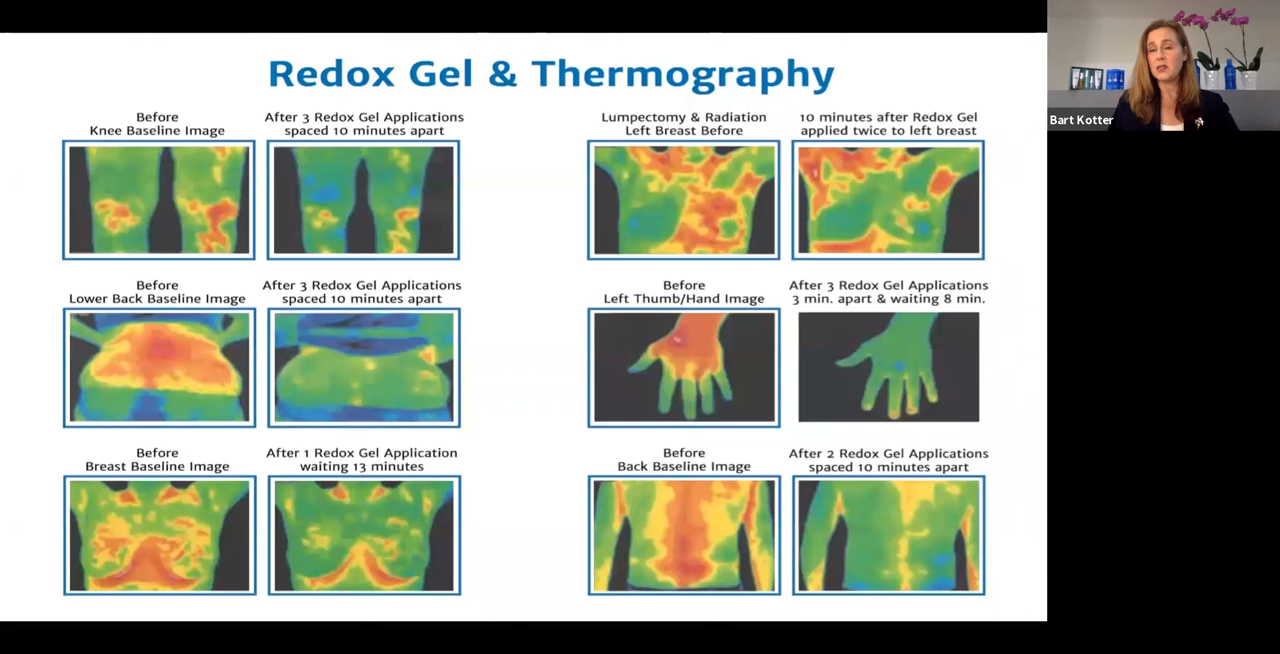 Redox Gel & Thermography
Before
Knee Baseline Image
After 3 Redox Gel Applications
spaced 10 minutes apart
Lumpectomy & Radiation
Left Breast Before
10 minutes after Redox Gel
applied twice to left breast
Before
Lower Back Baseline Image
After 3 Redox Gel Applications
spaced 10 minutes apart
Before
Left Thumb/Hand Image
After 3 Redox Gel Applications
3 min. apart & waiting 8 min.
Before
Breast Baseline Image
After 1 Redox Gel Application
waiting 13 minutes
Before
Back Baseline Image
After 2 Redox Gel Applications
spaced 10 minutes apart
Bart Kotter